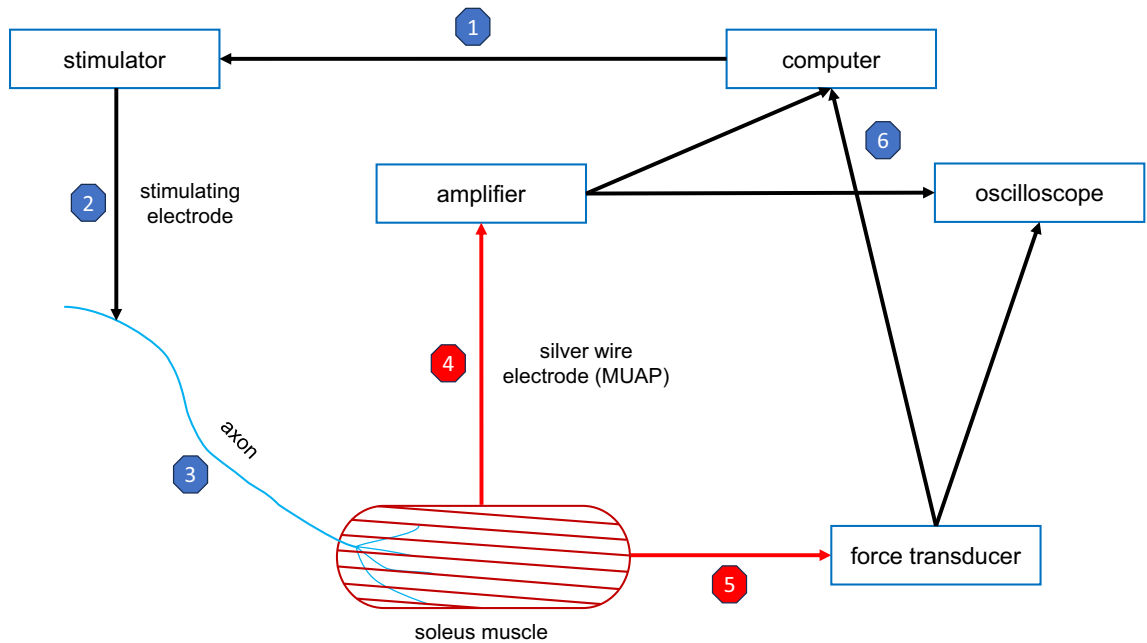 1
stimulator
computer
6
2
stimulating
electrode
amplifier
oscilloscope
4
silver wire
electrode (MUAP)
axon
3
force transducer
5
soleus muscle